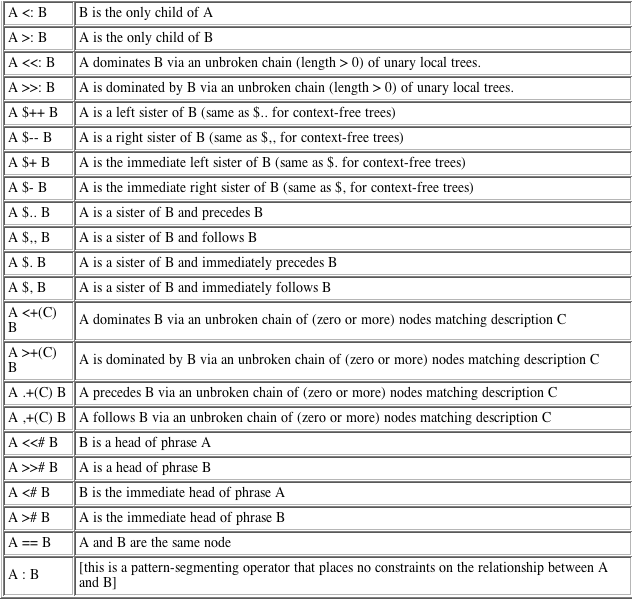 A <: B B is the only child of A
A >: B A is the only child of B
A <<: B A dominates B via an unbroken chain (length > 0) of unary local trees.
A >>: B A is dominated by B via an unbroken chain (length > 0) of unary local trees.
A $++ B A is a left sister of B (same as $.. for context-free trees)
A $-- B A is a right sister of B (same as $,, for context-free trees)
A $+ B A is the immediate left sister of B (same as $. for context-free trees)
A $- B A is the immediate right sister of B (same as $, for context-free trees)
A $.. B A is a sister of B and precedes B
A $,, B A is a sister of B and follows B
A $. B A is a sister of B and immediately precedes B
A $, B A is a sister of B and immediately follows B
A <+(C)
B
A dominates B via an unbroken chain of (zero or more) nodes matching description C
A >+(C)
B
A is dominated by B via an unbroken chain of (zero or more) nodes matching description C
A .+(C) B A precedes B via an unbroken chain of (zero or more) nodes matching description C
A ,+(C) B A follows B via an unbroken chain of (zero or more) nodes matching description C
A <<# B B is a head of phrase A
A >># B A is a head of phrase B
A <# B B is the immediate head of phrase A
A ># B A is the immediate head of phrase B
A == B A and B are the same node
A : B
[this is a pattern-segmenting operator that places no constraints on the relationship between A
and B]